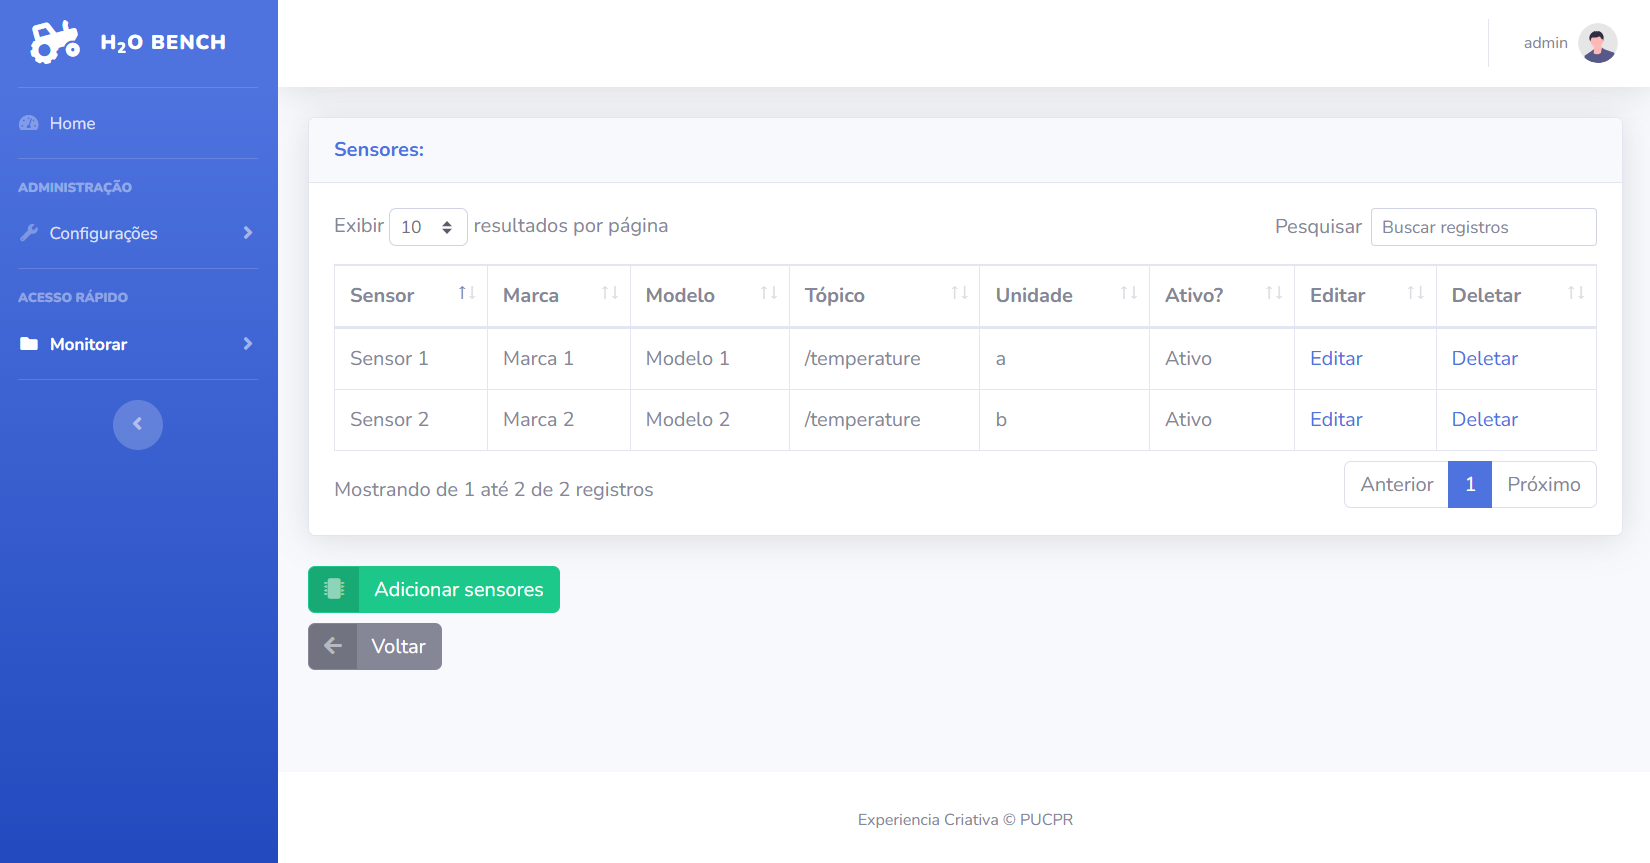 H₂O BENCH
admin
Home
ADMINISTRAÇÃO
Configurações
ACESSO RÁPIDO
Monitorar
Sensores:
Exibir 10 resultados por página
Pesquisar Buscar registros
Sensor Marca Modelo Tópico Unidade Ativo? Editar Deletar
Sensor 1 Marca 1 Modelo 1 /temperature a Ativo Editar Deletar
Sensor 2 Marca 2 Modelo 2 /temperature b Ativo Editar Deletar
Mostrando de 1 até 2 de 2 registros
Anterior 1 Próximo
Adicionar sensores
Voltar
Experiencia Criativa © PUCPR